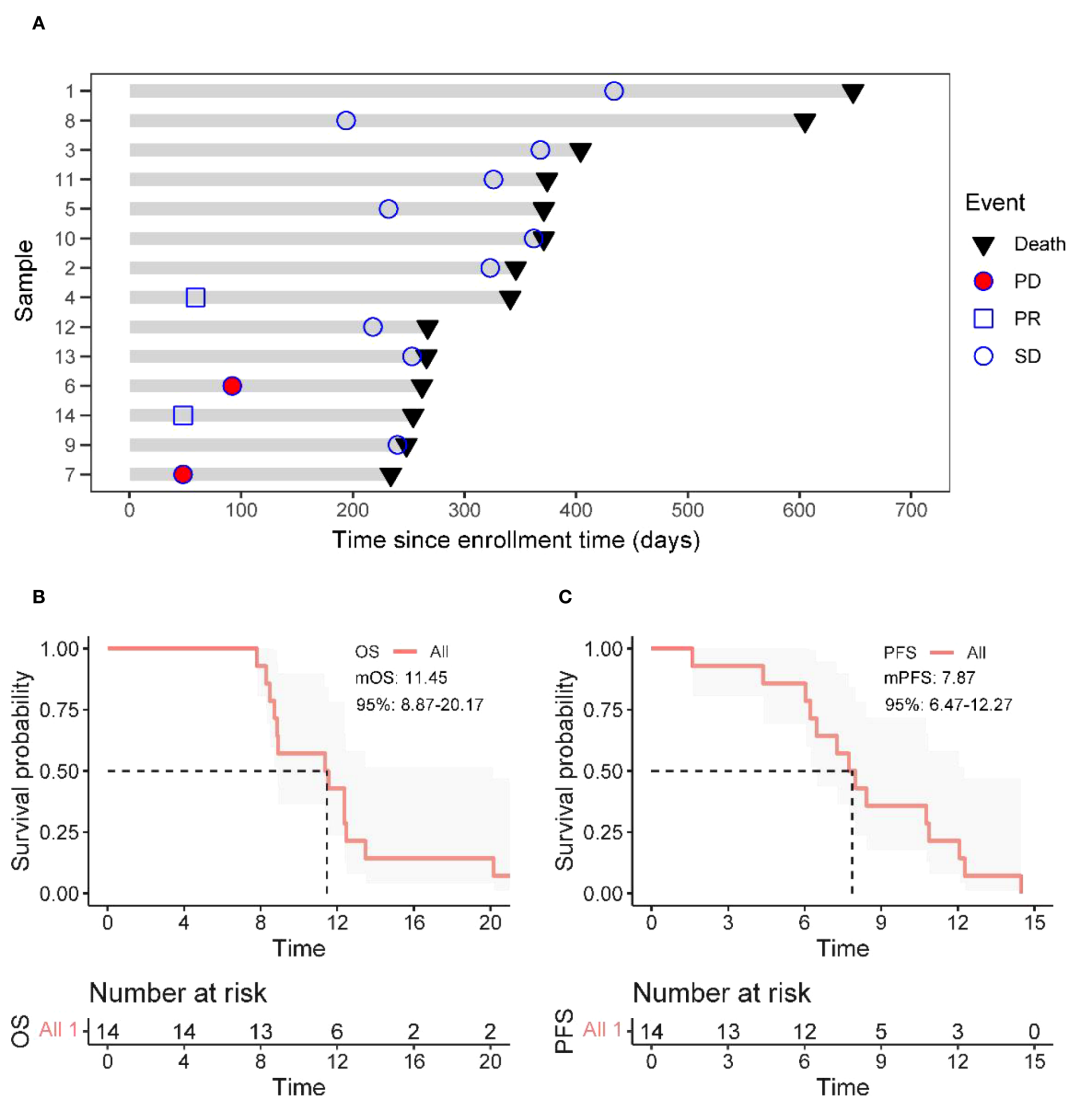 A
1
8
3
11
5
10
2
4
12
13
6
14
9
7
Sample
0 100 200 300 400 500 600 700
Time since enrollment time (days)
Event
Death
PD
PR
SD
B
1.00
0.75
0.50
0.25
0.00
Survival probability
OS All
mOS: 11.45
95%: 8.87-20.17
0 4 8 12 16 20
Time
Number at risk
OS
All 1 14 14 13 6 2 2
0 4 8 12 16 20
Time
C
1.00
0.75
0.50
0.25
0.00
Survival probability
PFS All
mPFS: 7.87
95%: 6.47-12.27
0 3 6 9 12 15
Time
Number at risk
PFS
All 1 14 13 12 5 3 0
0 3 6 9 12 15
Time